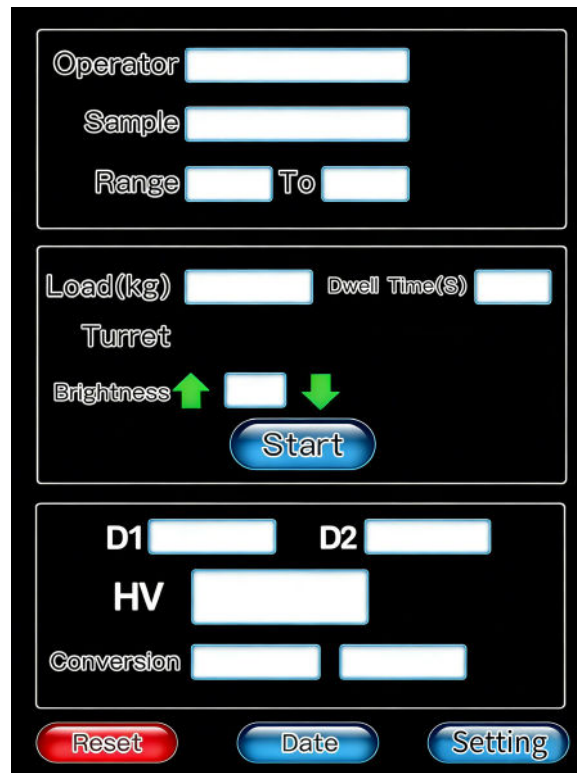 Operator
Sample
Range To
Load(kg) Dwell Time(S)
Turret
Brightness
Start
D1 D2
HV
Conversion
Reset Date Setting